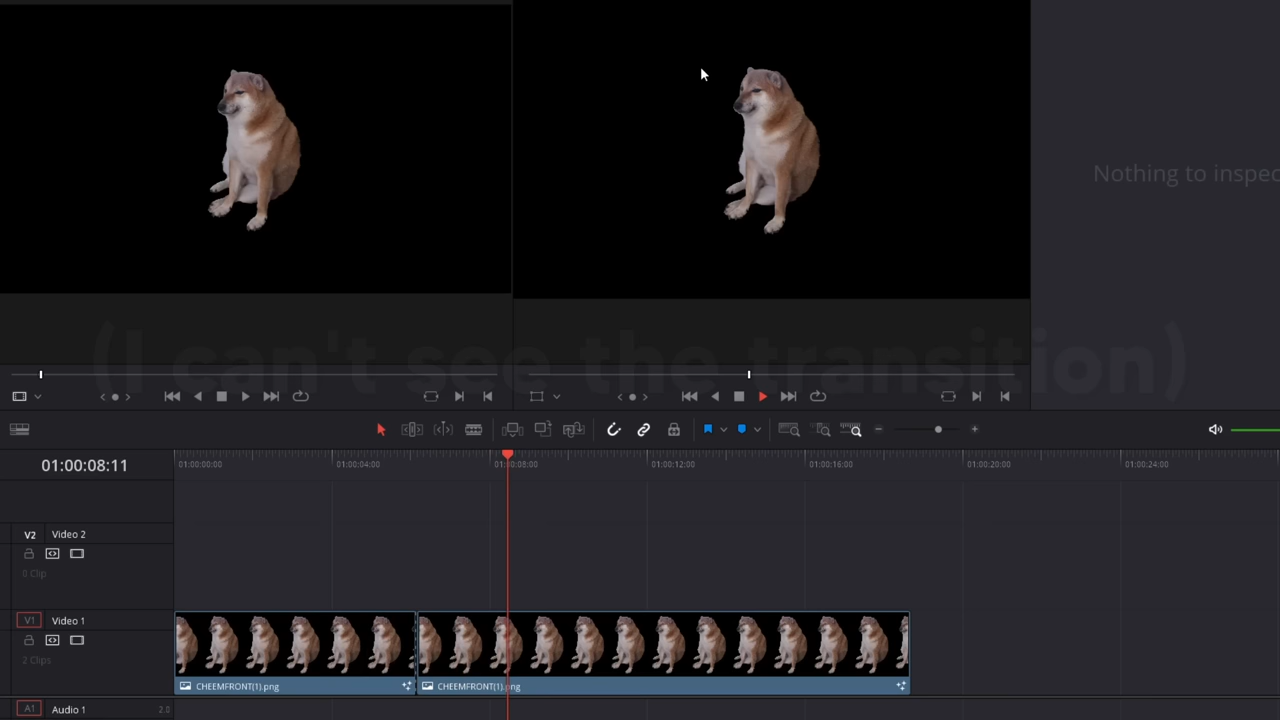 Nothing to inspec
(I can't see the transition)
01:00:08:11
01:00:00:00
01:00:04:00
01:00:08:00
01:00:12:00
01:00:16:00
01:00:20:00
01:00:24:00
V2 Video 2
0 Clip
V1 Video 1
2 Clips
CHEEMFRONT(1).png
CHEEMFRONT(1).png
A1 Audio 1 2.0